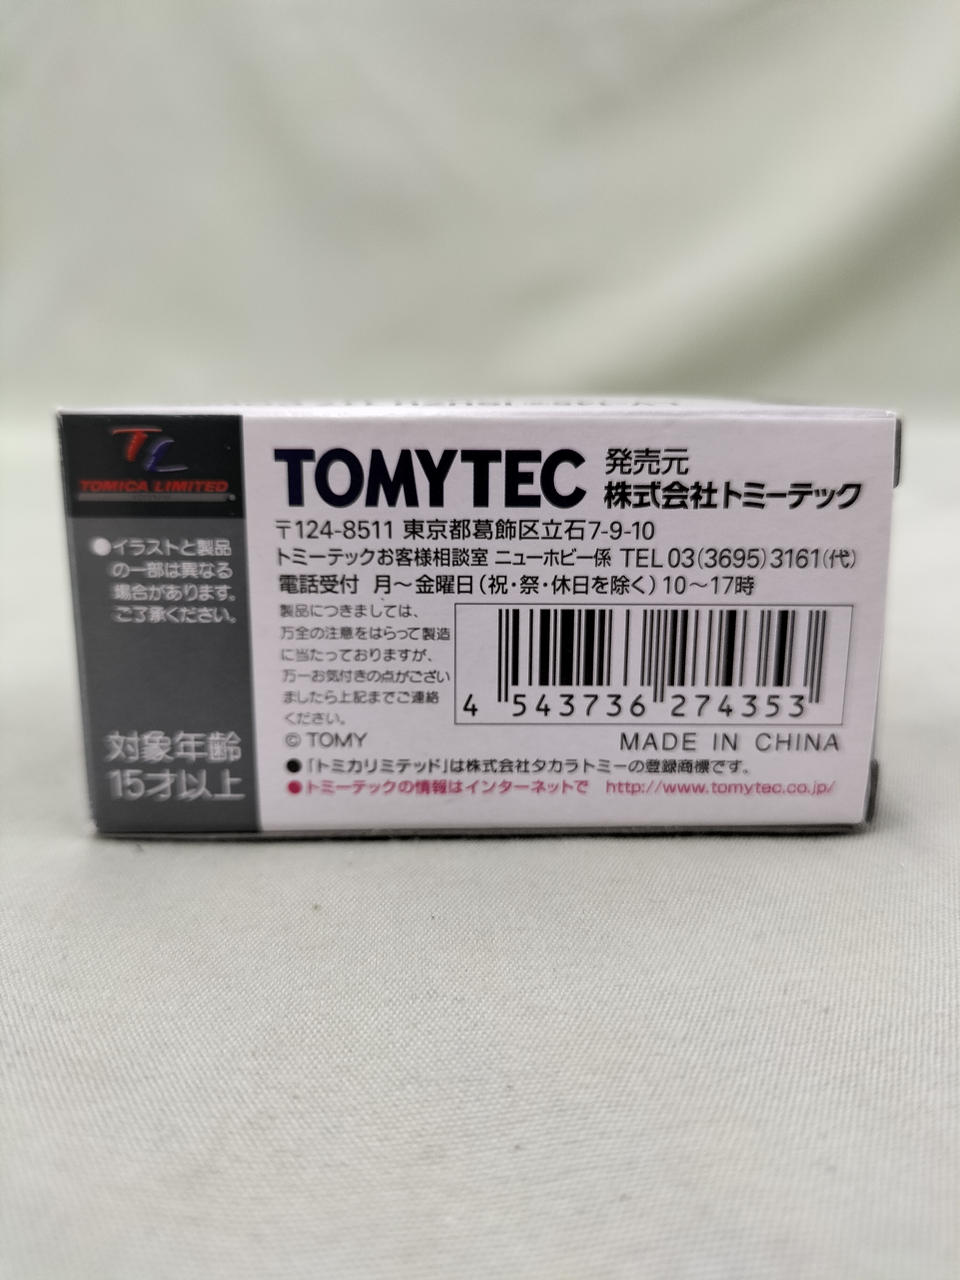 TL
TOMICA LIMITED
●イラストと製品
の一部は異なる
場合があります。
ご了承ください。
対象年齢
15才以上
TOMYTEC
発売元
株式会社トミーテック
〒124-8511 東京都葛飾区立石7-9-10
トミーテックお客様相談室 ニューホビー係 TEL 03(3695)3161(代)
電話受付 月～金曜日(祝・祭・休日を除く)10～17時
製品につきましては、
万全の注意をはらって製造
に当たっておりますが、
万一お気付きの点がござい
ましたら上記までご連絡
ください。
4 543736 274353
© TOMY
MADE IN CHINA
●「トミカリミテッド」は株式会社タカラトミーの登録商標です。
●トミーテックの情報はインターネットで http://www.tomytec.co.jp/